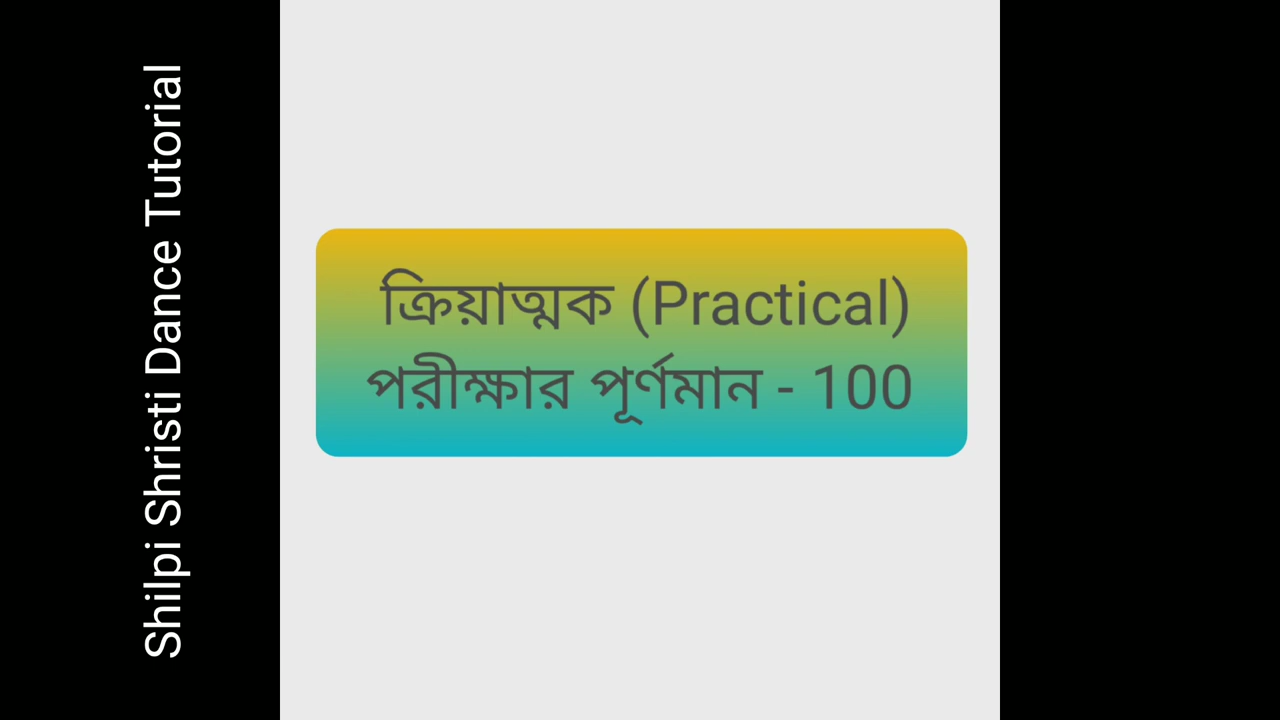 Shilpi Shristi Dance Tutorial
ক্রিয়াত্মক (Practical)
পরীক্ষার পূর্ণমান - 100